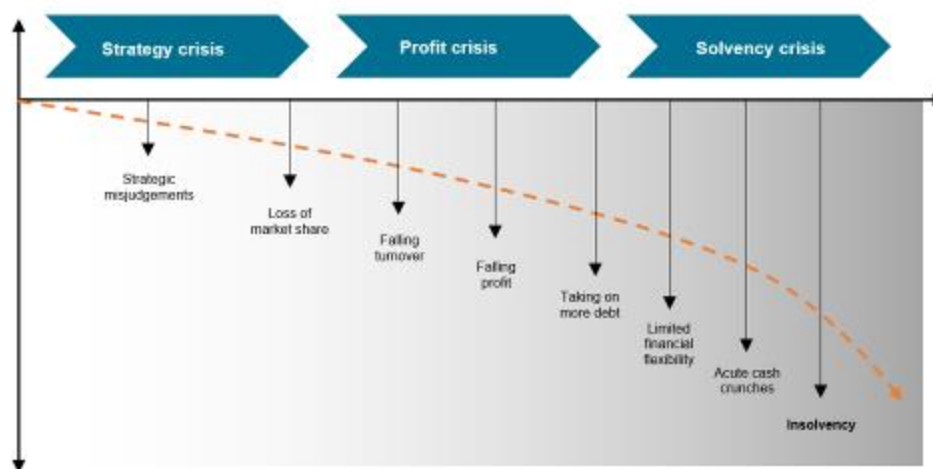 Strategy crisis
Profit crisis
Solvency crisis
Strategic
misjudgements
Loss of
market share
Falling
turnover
Falling
profit
Taking on
more debt
Limited
financial
flexibility
Acute cash
crunches
Insolvency